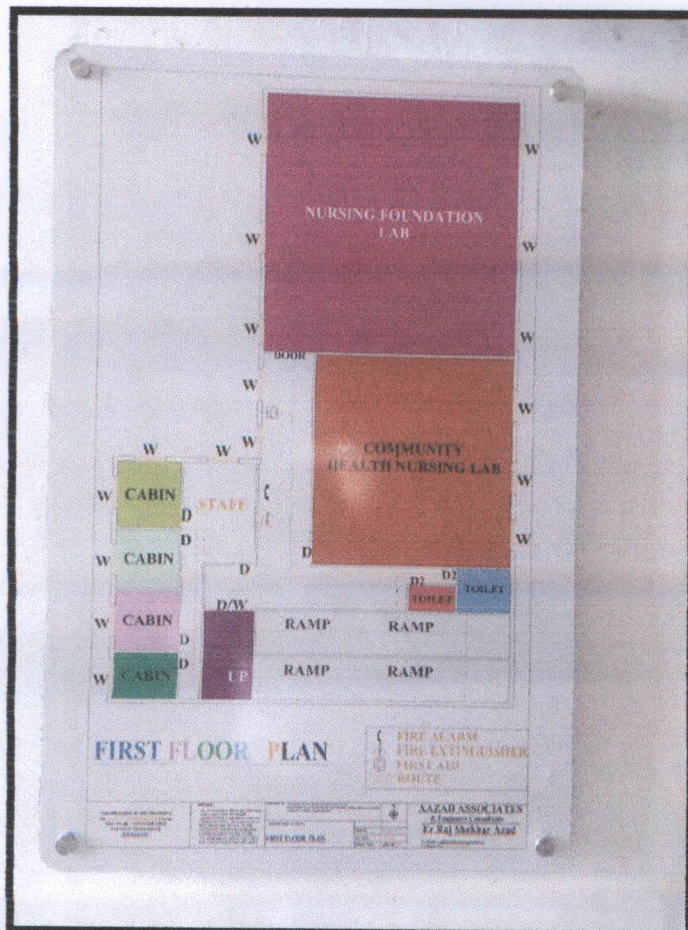 W
W
NURSING FOUNDATION
LAB
W
W
W
W
DOOR
W
W
W
W
W
COMMUNITY
HEALTH NURSING LAB
W
W
CABIN
STAFF
D
W
D
CABIN
D
D
W
D2
D2
TOILET
TOILET
D/W
W
CABIN
D
RAMP
RAMP
W
CABIN
D
UP
RAMP
RAMP
FIRST FLOOR PLAN
FIRE ALARM
FIRE EXTINGUISHER
FIRST AID
ROUTE
FIRST FLOOR PLAN
AAZAD ASSOCIATES
& Engineers Consultants
Er Raj Shekhar Azad